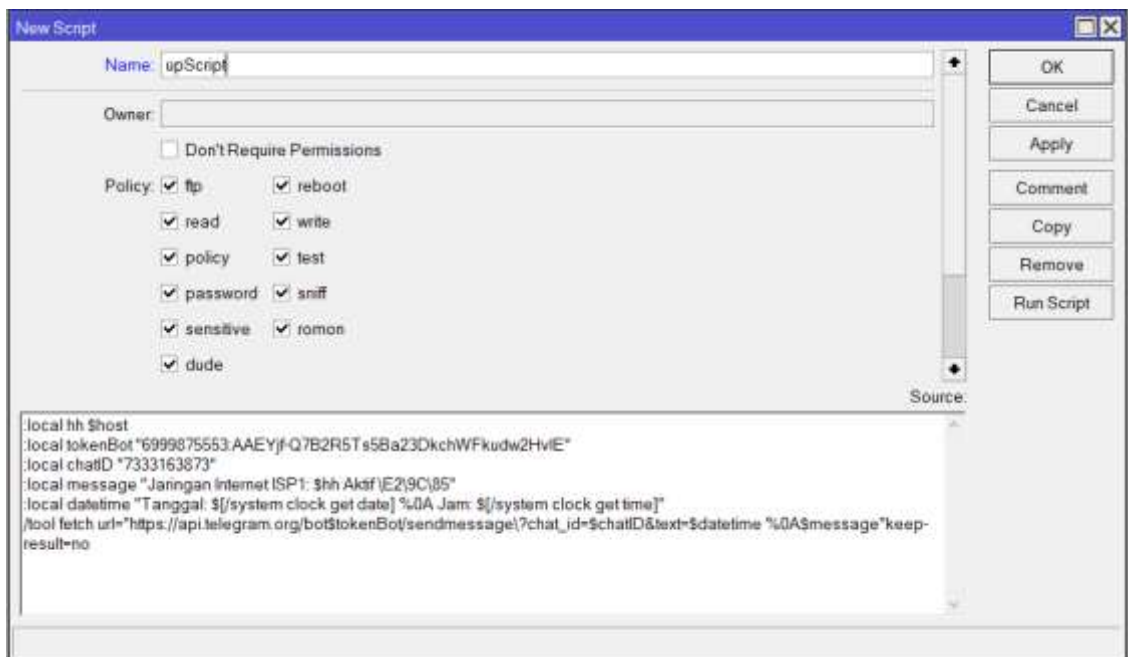 New Script
Name: upScript
Owner:
Don't Require Permissions
Policy: ftp reboot
read write
policy test
password sniff
sensitive romon
dude
OK
Cancel
Apply
Comment
Copy
Remove
Run Script
Source:
:local hh $host
:local tokenBot "6999875553:AAEYjf-Q7B2R5Ts5Ba23DkchWFkudw2HvIE"
:local chatID "7333163873"
:local message "Jaringan Internet ISP1: $hh Aktif \E2\9C\85"
:local datetime "Tanggal: $[/system clock get date] %0A Jam: $[/system clock get time]"
/tool fetch url="https://api.telegram.org/bot$tokenBot/sendmessage\?chat_id=$chatID&text=$datetime %0A$message"keep-
result=no